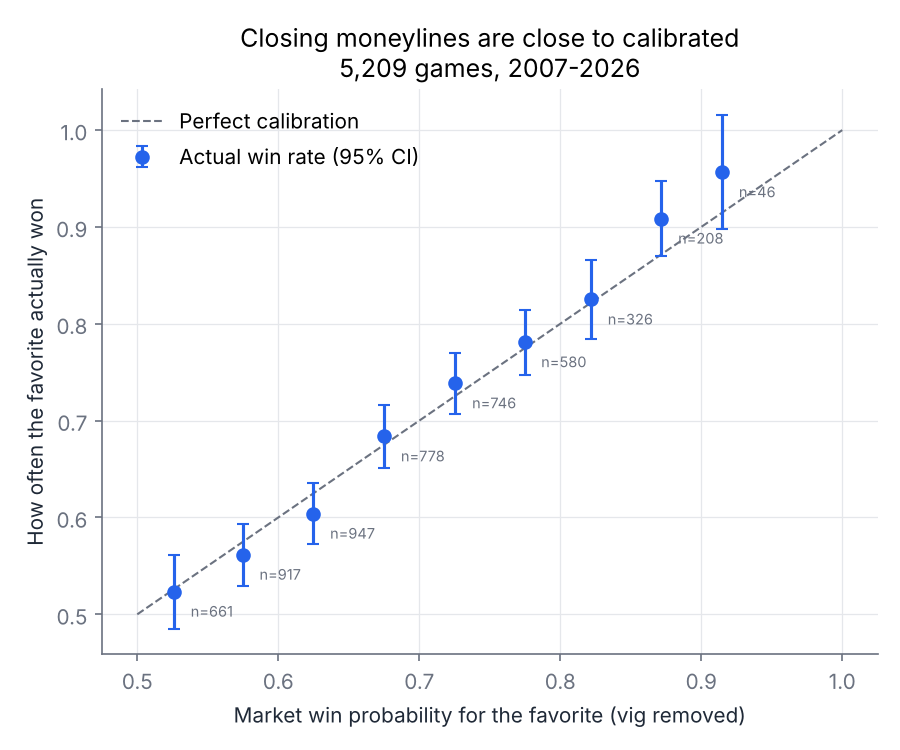 Closing moneylines are close to calibrated
5,209 games, 2007-2026
Perfect calibration
Actual win rate (95% CI)
How often the favorite actually won
1.0
0.9
0.8
0.7
0.6
0.5
n=46
n=208
n=326
n=580
n=746
n=778
n=947
n=917
n=661
0.5 0.6 0.7 0.8 0.9 1.0
Market win probability for the favorite (vig removed)